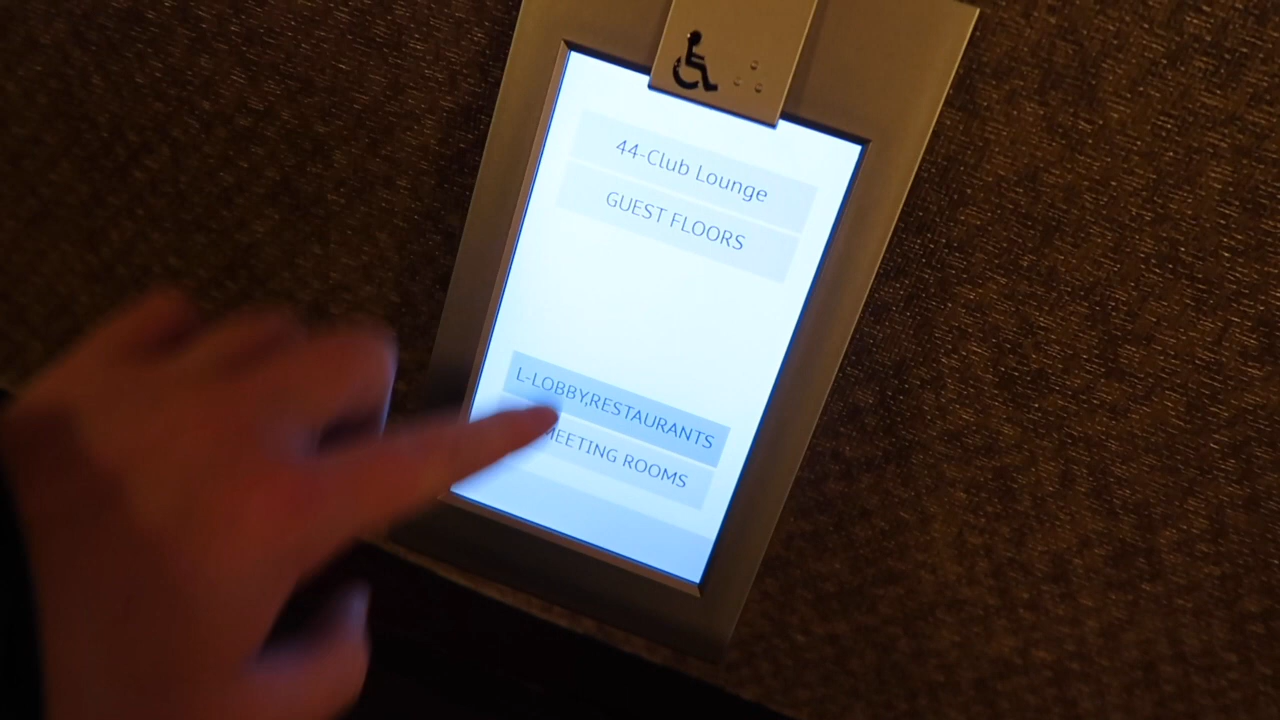 44-Club Lounge
GUEST FLOORS
L-LOBBY,RESTAURANTS
MEETING ROOMS